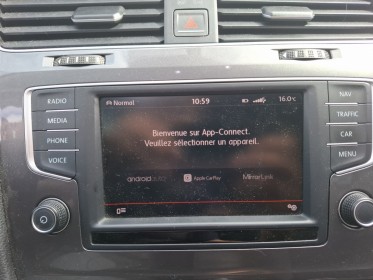 RADIO
MEDIA
PHONE
VOICE
NAV
TRAFFIC
CAR
MENU
Normal 10:59 16.0°C
Bienvenue sur App-Connect.
Veuillez sélectionner un appareil.
androidauto Apple CarPlay MirrorLink